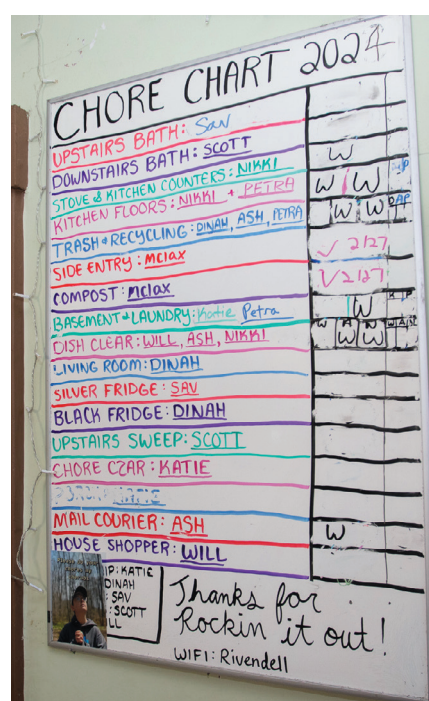 CHORE CHART 2024
UPSTAIRS BATH: Sav
DOWNSTAIRS BATH: SCOTT
W
STOVE & KITCHEN COUNTERS: NIKKI
KITCHEN FLOORS: NIKKI + PETRA
W W
TRASH & RECYCLING: DINAH, ASH, PETRA
W W DAP
SIDE ENTRY: MCLAX
✓ 2/27
COMPOST: MCLAX
✓ 2/27
BASEMENT & LAUNDRY: Katie Petra
W K P
DISH CLEAR: WILL, ASH, NIKKI
W A N W A N
W W W
LIVING ROOM: DINAH
SILVER FRIDGE: SAV
BLACK FRIDGE: DINAH
UPSTAIRS SWEEP: SCOTT
CHORE CZAR: KATIE
MAIL COURIER: ASH
HOUSE SHOPPER: WILL
W
IP: KATIE
DINAH
: SAV
: SCOTT
LL
Thanks for
Rockin it out!
WIFI: Rivendell